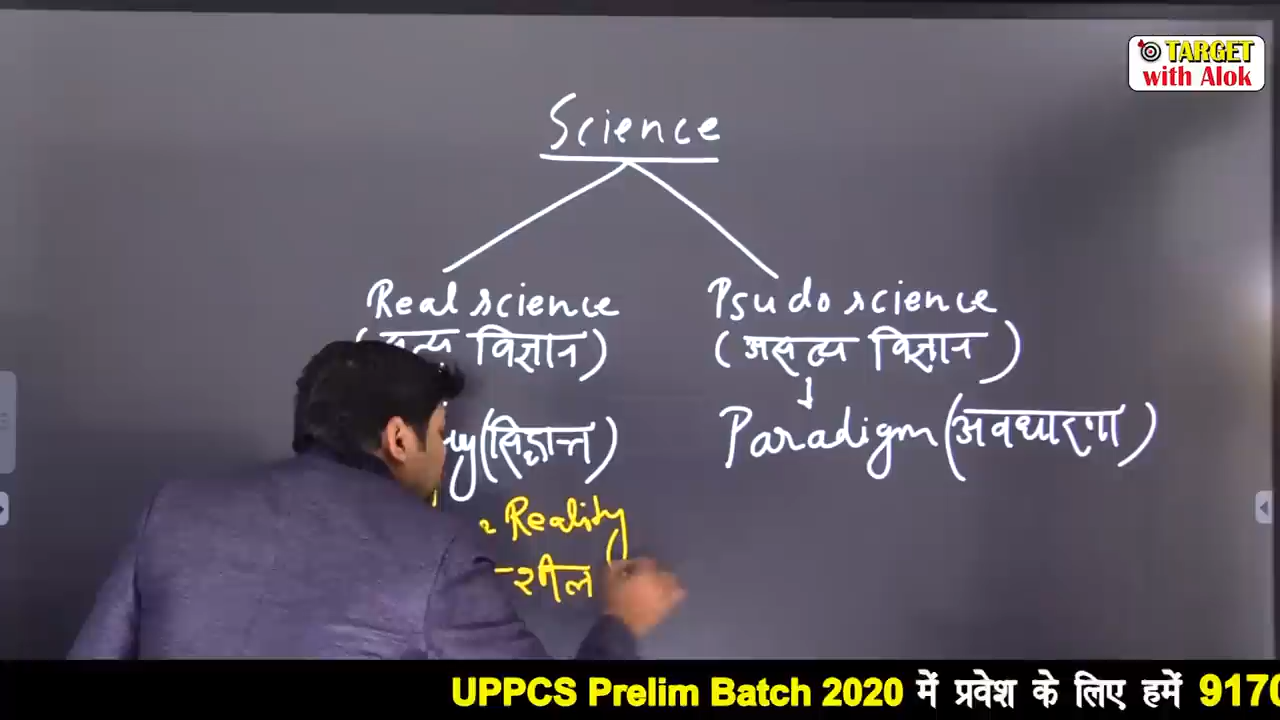 TARGET
with Alok
Science
Real science
Psudo science
विज्ञान)
(असत्य विज्ञान)
(सिद्धान्त)
Paradigm (अवधारणा)
Reality
UPPCS Prelim Batch 2020 में प्रवेश के लिए हमें 9170